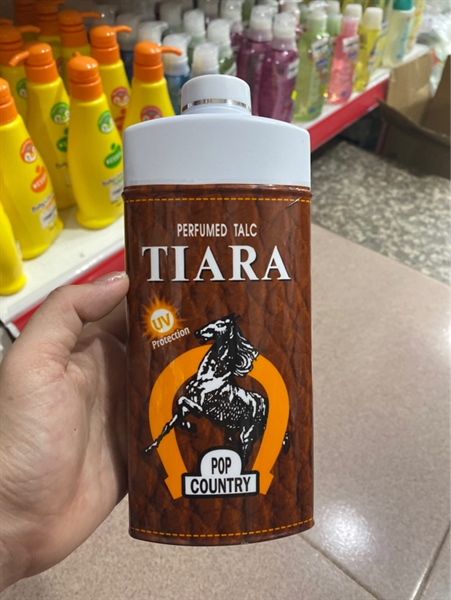 PERFUMED TALC
TIARA
UV
Protection
POP
COUNTRY